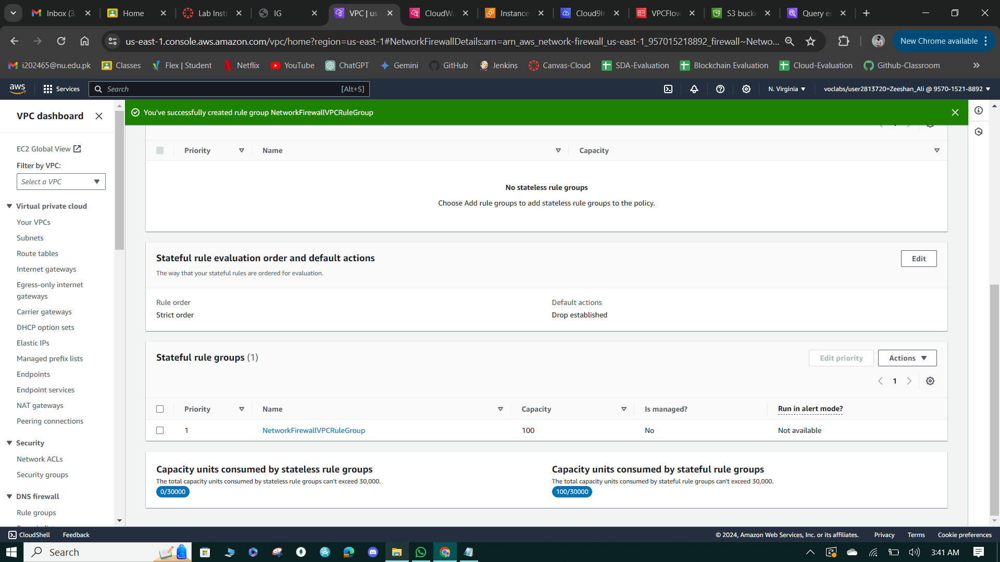 Inbox (3,
Home
Lab Instr
IG
VPC | us
CloudWa
Instance
Cloud9I
VPCFlow
S3 bucke
Query e
us-east-1.console.aws.amazon.com/vpc/home?region=us-east-1#NetworkFirewallDetails:arn=arn_aws_network-firewall_us-east-1_957015218892_firewall~Netwo...
New Chrome available
i202465@nu.edu.pk
Classes
Flex | Student
Netflix
YouTube
ChatGPT
Gemini
GitHub
Jenkins
Canvas-Cloud
SDA-Evaluation
Blockchain Evaluation
Cloud-Evaluation
Github-Classroom
aws
Services
Search
[Alt+S]
N. Virginia
voclabs/user2813720=Zeeshan_Ali @ 9570-1521-8892
VPC dashboard
EC2 Global View
Filter by VPC:
Select a VPC
Virtual private cloud
Your VPCs
Subnets
Route tables
Internet gateways
Egress-only internet
gateways
Carrier gateways
DHCP option sets
Elastic IPs
Managed prefix lists
Endpoints
Endpoint services
NAT gateways
Peering connections
Security
Network ACLs
Security groups
DNS firewall
Rule groups
You've successfully created rule group NetworkFirewallVPCRuleGroup
Priority
Name
Capacity
No stateless rule groups
Choose Add rule groups to add stateless rule groups to the policy.
Stateful rule evaluation order and default actions
Edit
The way that your stateful rules are ordered for evaluation.
Rule order
Default actions
Strict order
Drop established
Stateful rule groups (1)
Edit priority
Actions
1
Priority
Name
Capacity
Is managed?
Run in alert mode?
1
NetworkFirewallVPCRuleGroup
100
No
Not available
Capacity units consumed by stateless rule groups
The total capacity units consumed by stateless rule groups can't exceed 30,000.
0/30000
Capacity units consumed by stateful rule groups
The total capacity units consumed by stateful rule groups can't exceed 30,000.
100/30000
CloudShell
Feedback
© 2024, Amazon Web Services, Inc. or its affiliates.
Privacy
Terms
Cookie preferences
Search
3:41 AM